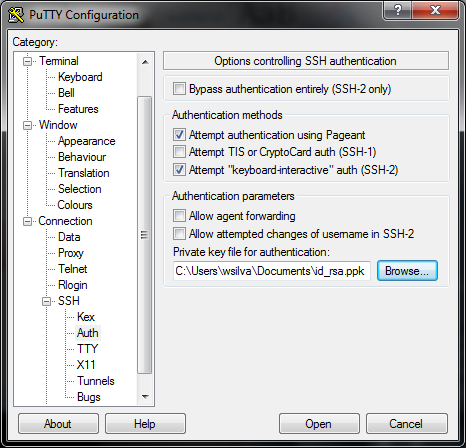 PuTTY Configuration
Category:
Terminal
Keyboard
Bell
Features
Window
Appearance
Behaviour
Translation
Selection
Colours
Connection
Data
Proxy
Telnet
Rlogin
SSH
Kex
Auth
TTY
X11
Tunnels
Bugs
Options controlling SSH authentication
Bypass authentication entirely (SSH-2 only)
Authentication methods
Attempt authentication using Pageant
Attempt TIS or CryptoCard auth (SSH-1)
Attempt "keyboard-interactive" auth (SSH-2)
Authentication parameters
Allow agent forwarding
Allow attempted changes of username in SSH-2
Private key file for authentication:
C:\Users\wsilva\Documents\id_rsa.ppk
Browse...
About
Help
Open
Cancel